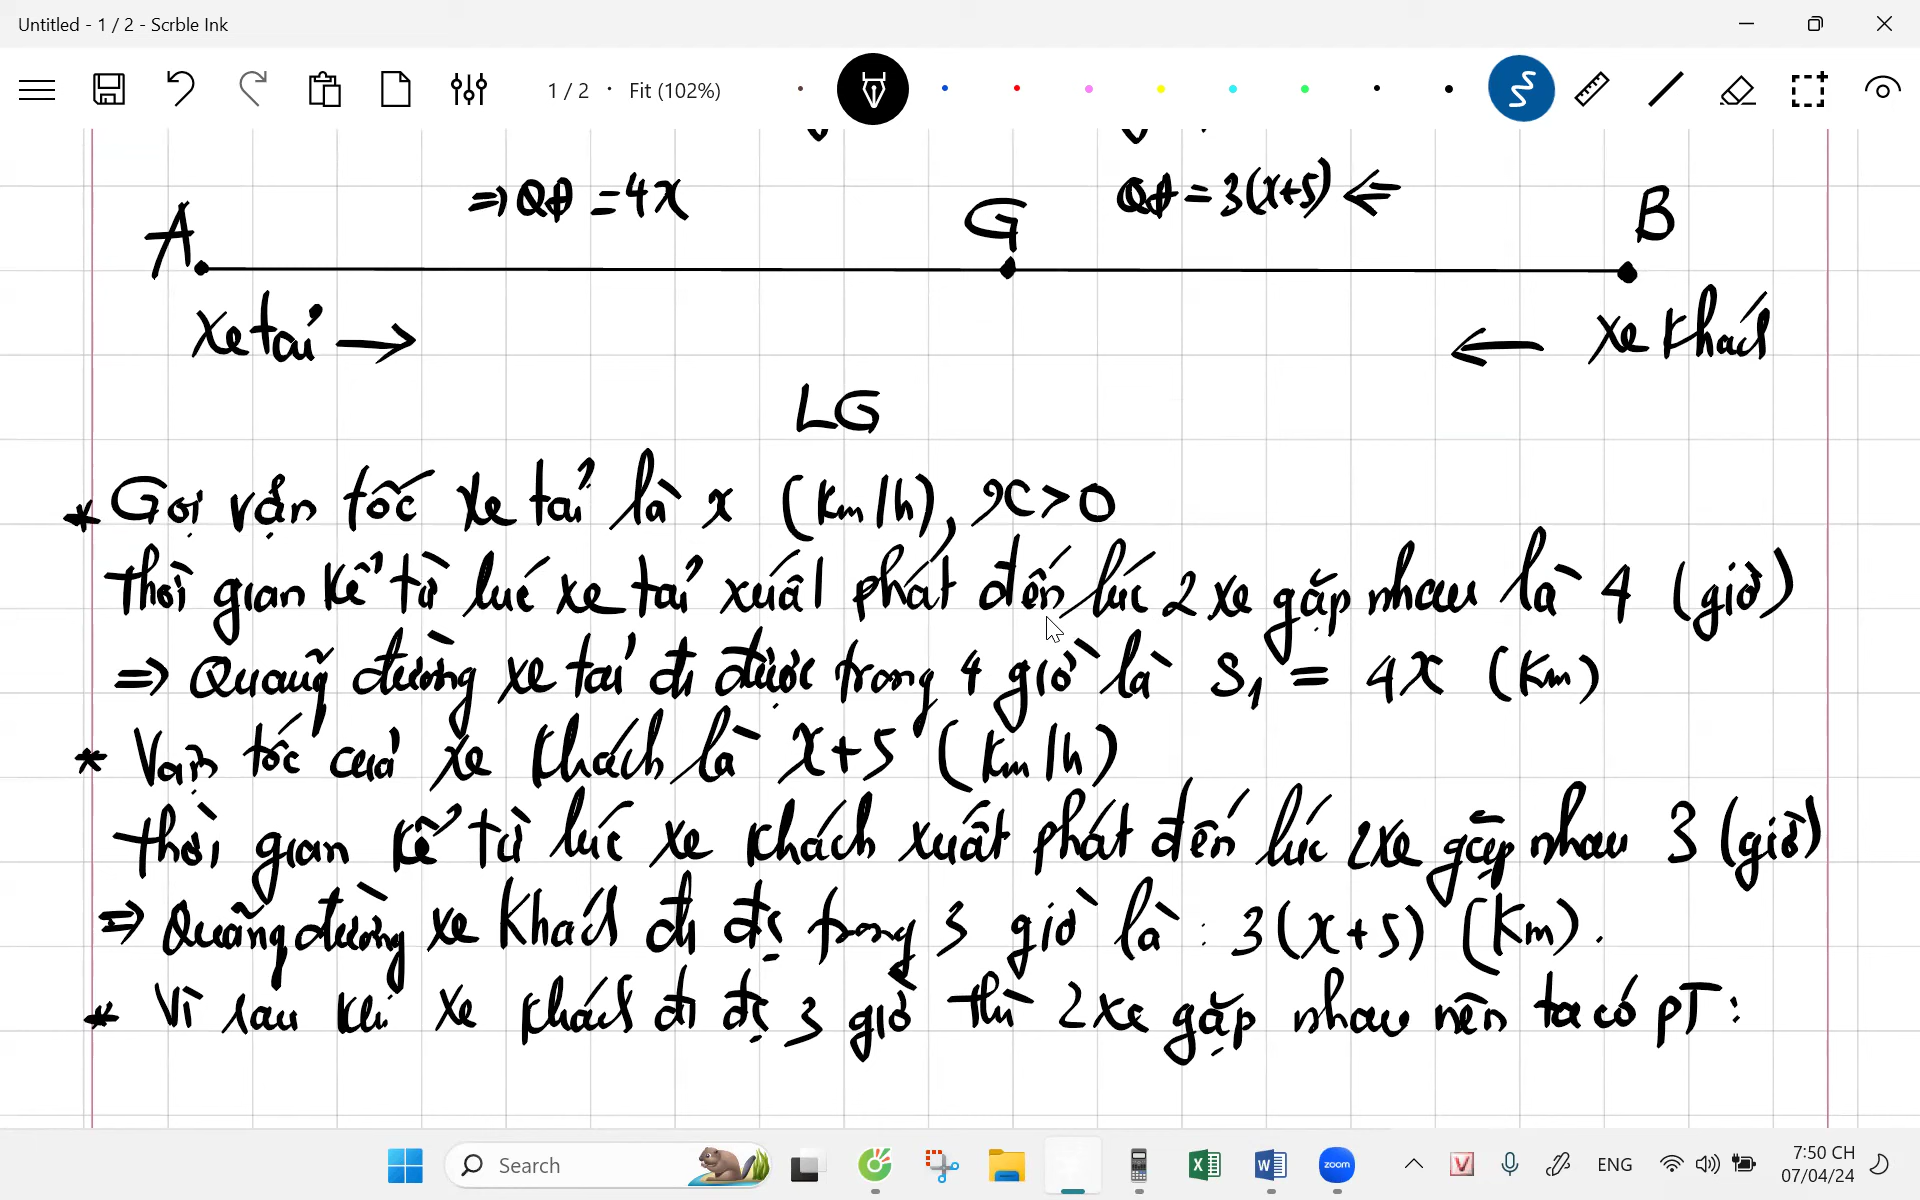 Untitled - 1 / 2 - Scrble Ink
1 / 2 · Fit (102%)
⇒ QĐ = 4x
QĐ = 3(x+5) ⇐
A
G
B
Xe tải →
← Xe khách
LG
* Gọi vận tốc xe tải là x (km/h), x > 0
Thời gian kể từ lúc xe tải xuất phát đến lúc 2 xe gặp nhau là 4 (giờ)
⇒ Quãng đường xe tải đi được trong 4 giờ là S₁ = 4x (km)
* Vận tốc của xe khách là x+5 (km/h)
Thời gian kể từ lúc xe khách xuất phát đến lúc 2 xe gặp nhau 3 (giờ)
⇒ Quãng đường xe khách đi đc trong 3 giờ là : 3(x+5) (Km).
* Vì sau khi xe khách đi đc 3 giờ thì 2 xe gặp nhau nên ta có PT :
Search
zoom
ENG
7:50 CH
07/04/24